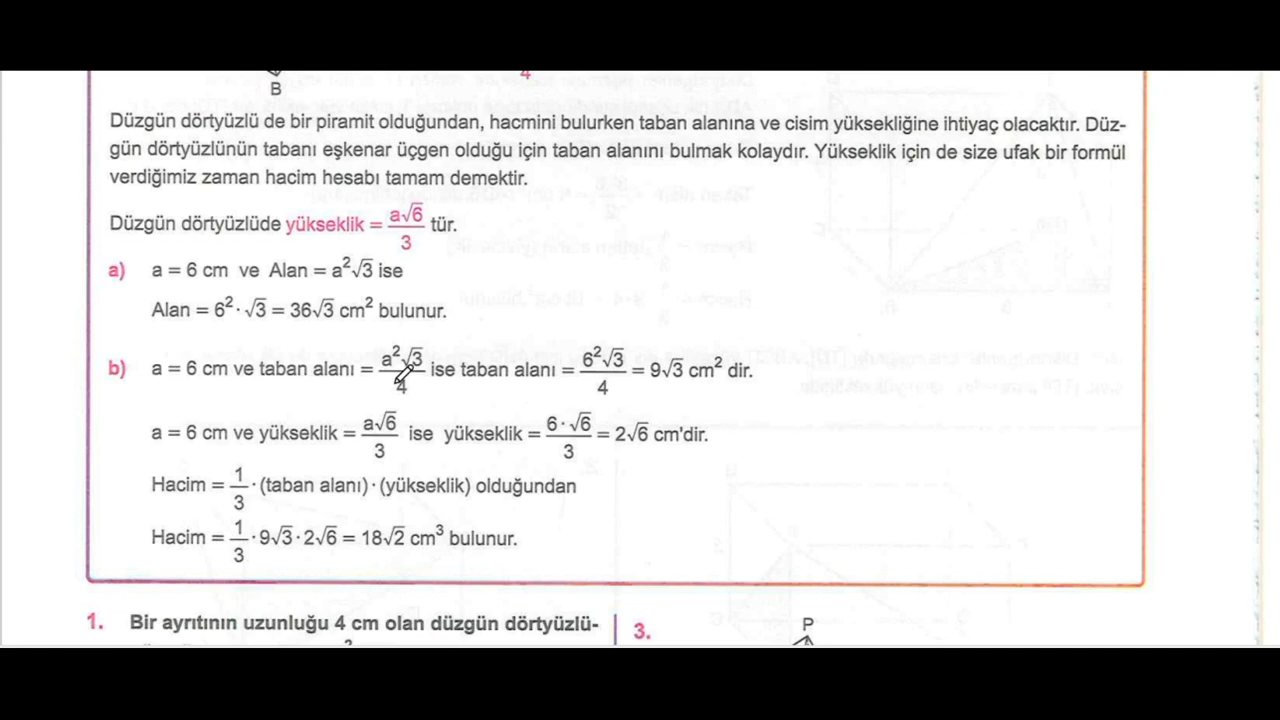 4
B
Düzgün dörtyüzlü de bir piramit olduğundan, hacmini bulurken taban alanına ve cisim yüksekliğine ihtiyaç olacaktır. Düz-
gün dörtyüzlünün tabanı eşkenar üçgen olduğu için taban alanını bulmak kolaydır. Yükseklik için de size ufak bir formül
verdiğimiz zaman hacim hesabı tamam demektir.
Düzgün dörtyüzlüde yükseklik = a√6/3 tür.
a) a = 6 cm ve Alan = a²√3 ise
Alan = 6² · √3 = 36√3 cm² bulunur.
b) a = 6 cm ve taban alanı = a²√3/4 ise taban alanı = 6²√3/4 = 9√3 cm² dir.
a = 6 cm ve yükseklik = a√6/3 ise yükseklik = 6 · √6/3 = 2√6 cm'dir.
Hacim = 1/3 · (taban alanı) · (yükseklik) olduğundan
Hacim = 1/3 · 9√3 · 2√6 = 18√2 cm³ bulunur.
1. Bir ayrıtının uzunluğu 4 cm olan düzgün dörtyüzlü-
3.
P